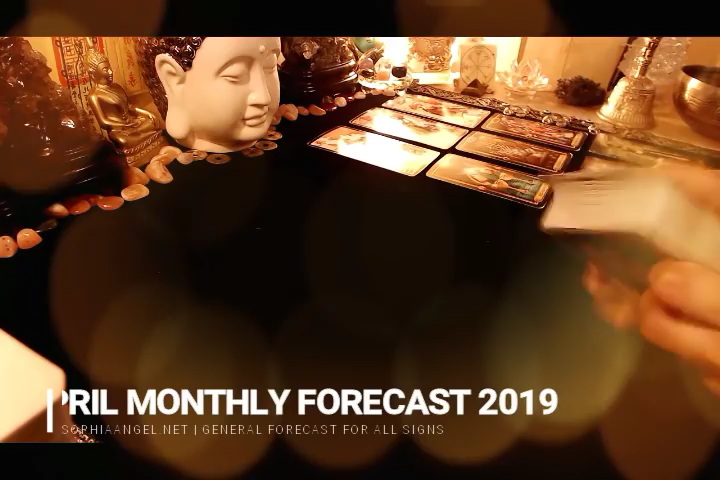 PRIL MONTHLY FORECAST 2019
SOPHIAANGEL.NET | GENERAL FORECAST FOR ALL SIGNS